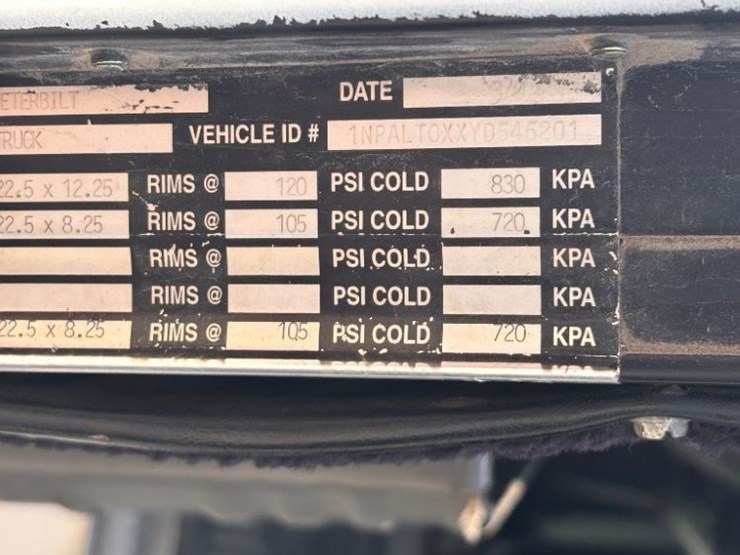 ETERBILT DATE
RUCK VEHICLE ID # 1NPALTOXXYD546201
22.5 x 12.25 RIMS @ 120 PSI COLD 830 KPA
22.5 x 8.25 RIMS @ 105 PSI COLD 720 KPA
RIMS @ PSI COLD KPA
RIMS @ PSI COLD KPA
22.5 x 8.25 RIMS @ 105 PSI COLD 720 KPA